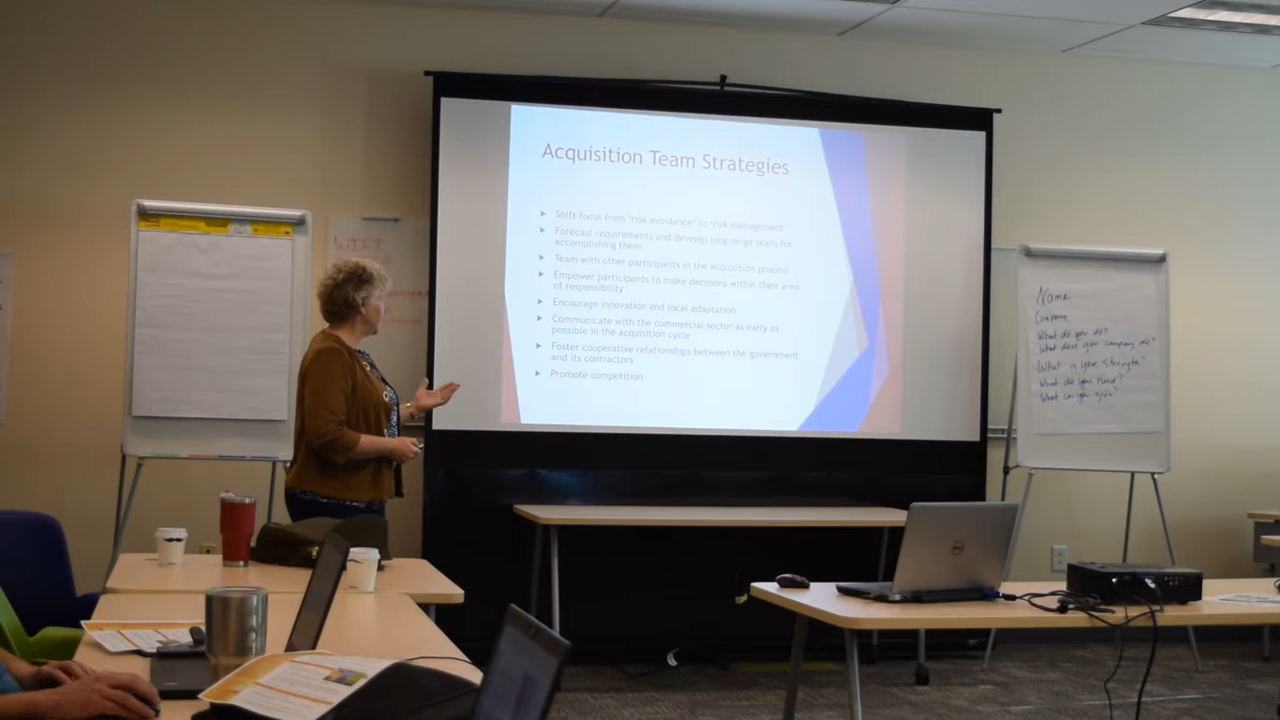 Acquisition Team Strategies
Shift focus from "risk avoidance" to "risk management"
Forecast requirements and develop long range plans for
accomplishing them
Team with other participants in the acquisition process
Empower participants to make decisions within their area
of responsibility
Encourage innovation and local adaptation
Communicate with the commercial sector as early as
possible in the acquisition cycle
Foster cooperative relationships between the government
and its contractors
Promote competition
Name
Company
What do you do?
What does your company do?
What is your strength?
What do you need?
What can you give?
DELL